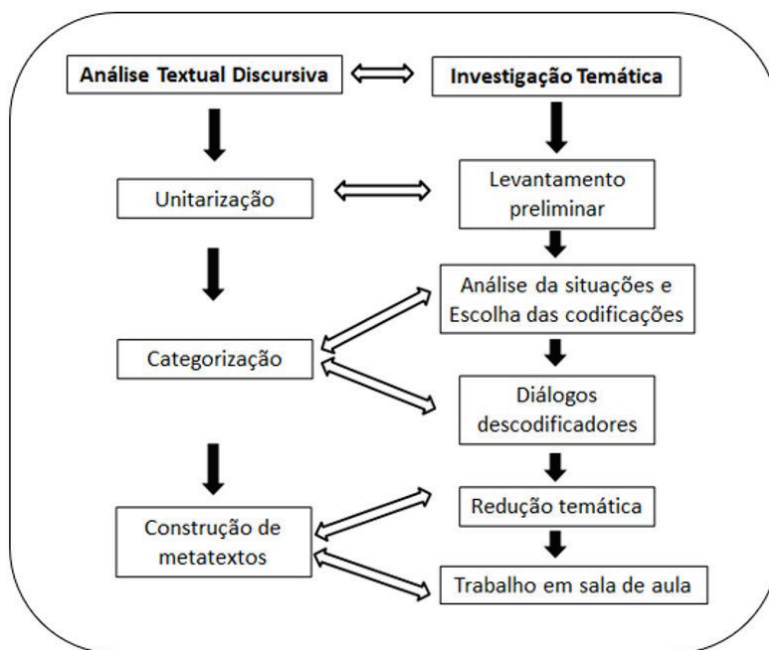 Análise Textual Discursiva
Investigação Temática
Unitarização
Levantamento
preliminar
Análise da situações e
Escolha das codificações
Categorização
Diálogos
descodificadores
Redução temática
Construção de
metatextos
Trabalho em sala de aula